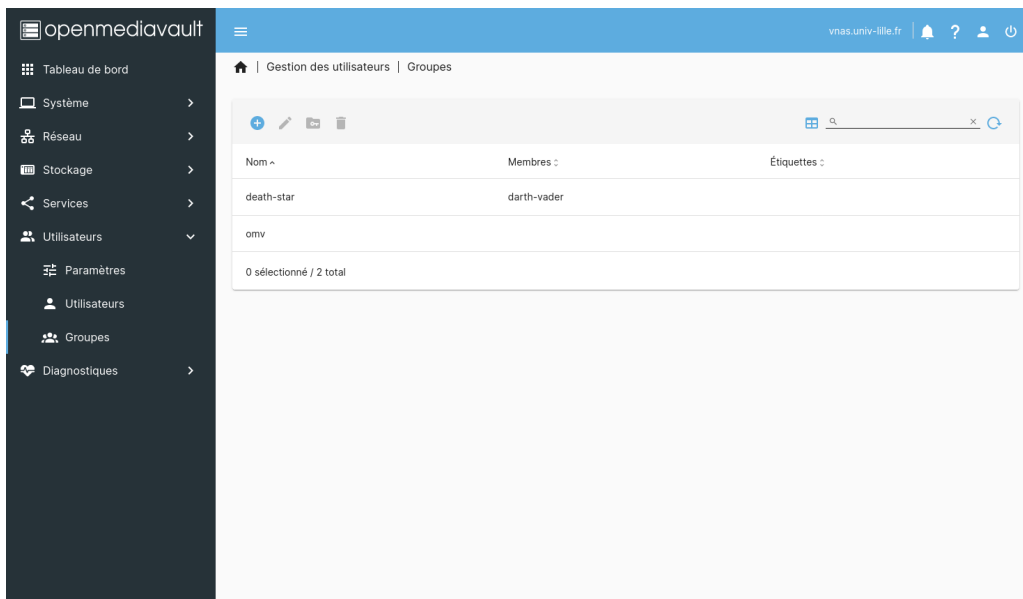 openmediavault
vnas.univ-lille.fr
Tableau de bord
Système
Réseau
Stockage
Services
Utilisateurs
Paramètres
Utilisateurs
Groupes
Diagnostiques
| Gestion des utilisateurs | Groupes
Nom Membres Étiquettes
death-star darth-vader
omv
0 sélectionné / 2 total